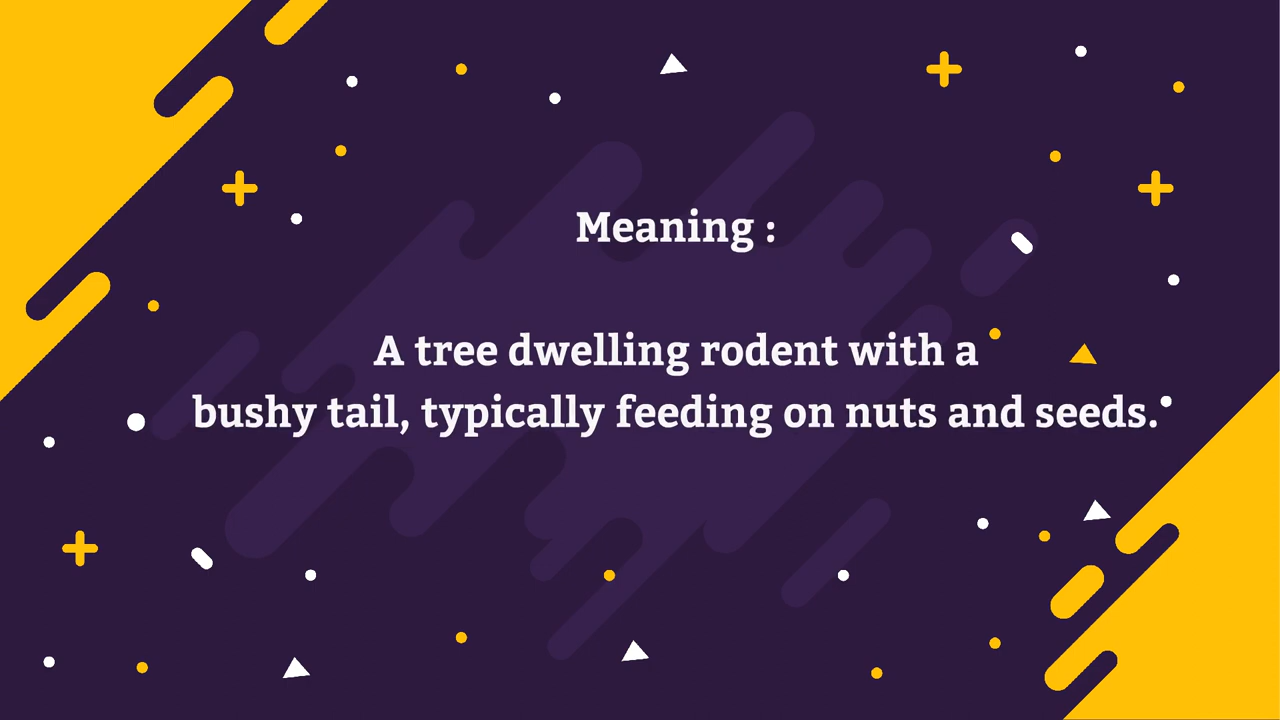 Meaning :
A tree dwelling rodent with a
bushy tail, typically feeding on nuts and seeds.